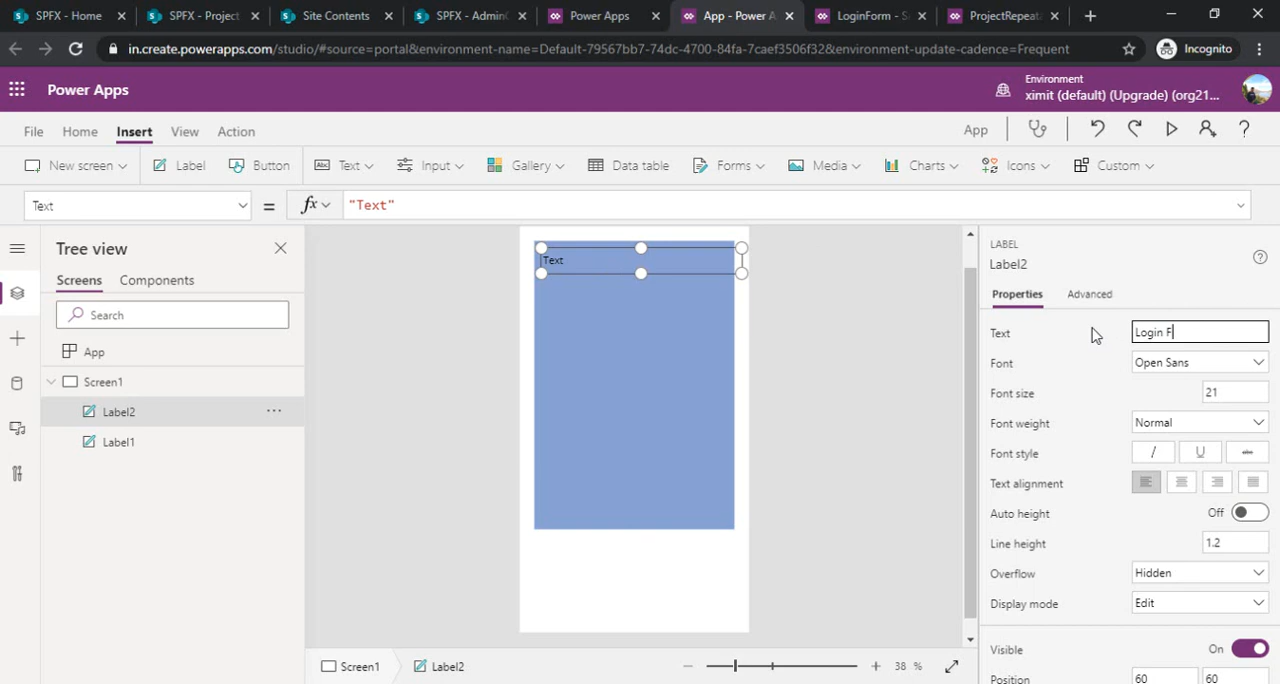 SPFX - Home
SPFX - Project
Site Contents
SPFX - AdminC
Power Apps
App - Power A
LoginForm - S
ProjectRepeata
in.create.powerapps.com/studio/#source=portal&environment-name=Default-79567bb7-74dc-4700-84fa-7caef3506f32&environment-update-cadence=Frequent
Incognito
Power Apps
Environment
ximit (default) (Upgrade) (org21...
File Home Insert View Action
App
New screen Label Button Text Input Gallery Data table Forms Media Charts Icons Custom
Text = fx "Text"
Tree view
Screens Components
Search
App
Screen1
Label2
Label1
Text
LABEL
Label2
Properties Advanced
Text Login F
Font Open Sans
Font size 21
Font weight Normal
Font style / U abc
Text alignment
Auto height Off
Line height 1.2
Overflow Hidden
Display mode Edit
Visible On
Position 60 60
Screen1 Label2
38 %